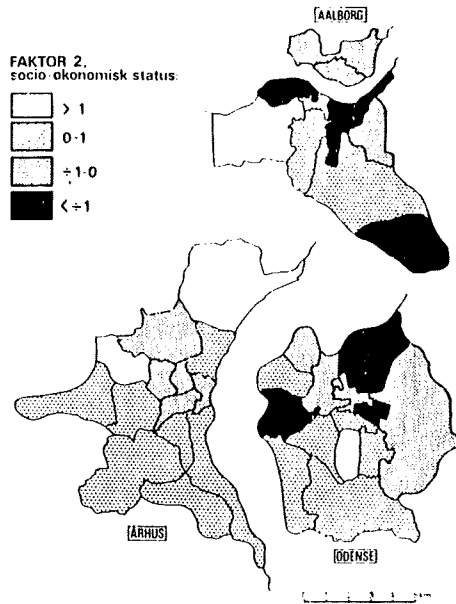 AALBORG
FAKTOR 2,
socio-økonomisk status:
> 1
0-1
÷1-0
<÷1
ÅRHUS
ODENSE